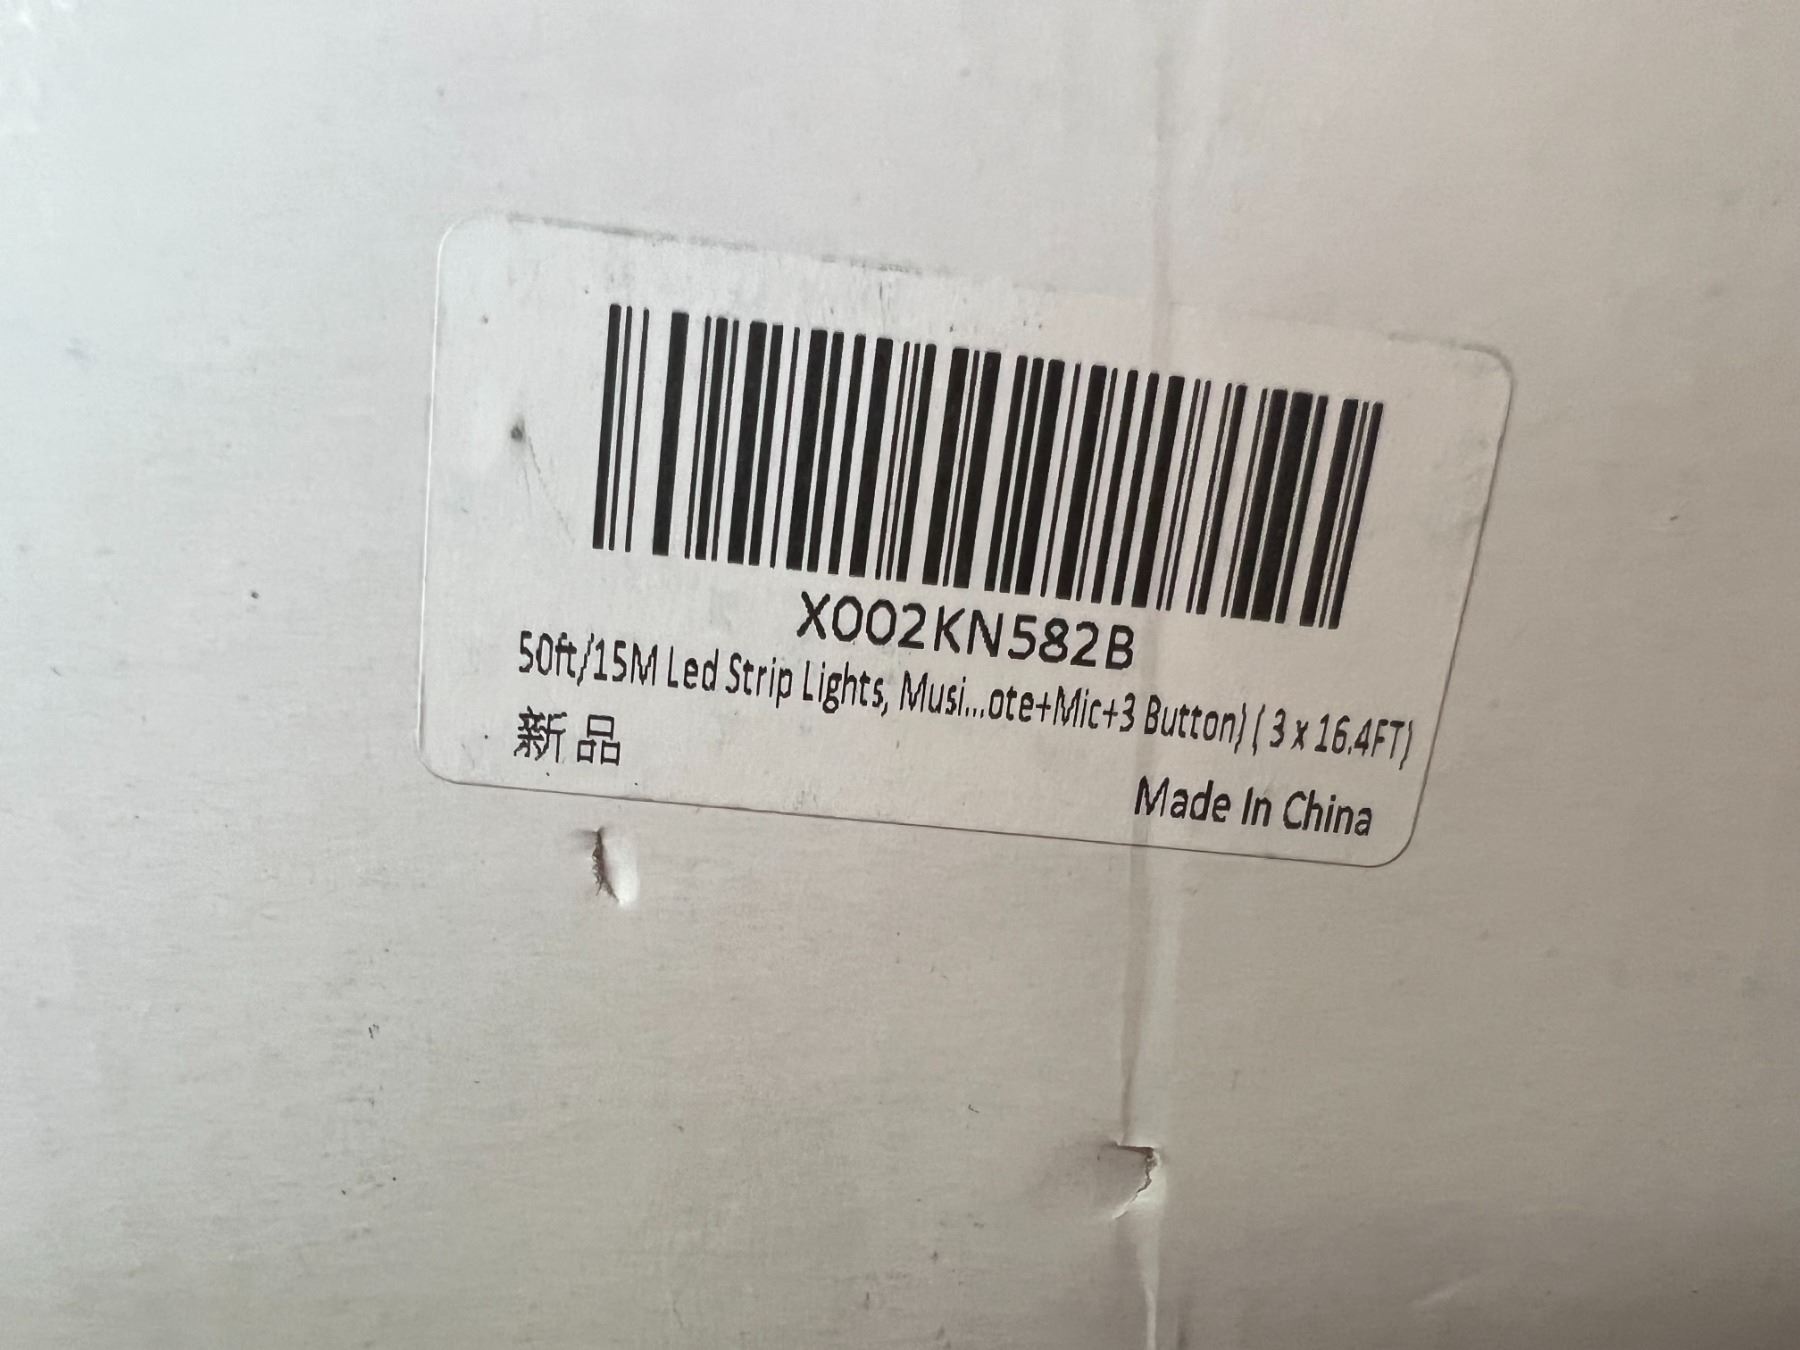 X002KN582B
50ft/15M Led Strip Lights, Musi...ote+Mic+3 Button) ( 3 x 16.4FT)
新品
Made In China